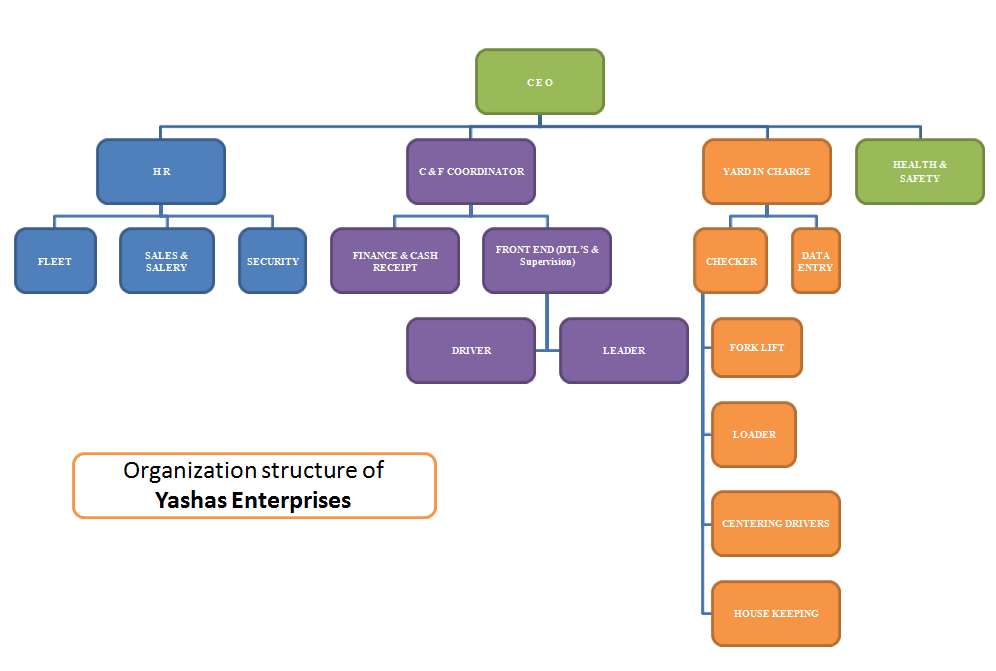 C E O
H R
C & F COORDINATOR
YARD IN CHARGE
HEALTH &
SAFETY
FLEET
SALES &
SALERY
SECURITY
FINANCE & CASH
RECEIPT
FRONT END (DTL'S &
Supervision)
CHECKER
DATA
ENTRY
DRIVER
LEADER
FORK LIFT
LOADER
CENTERING DRIVERS
HOUSE KEEPING
Organization structure of
Yashas Enterprises